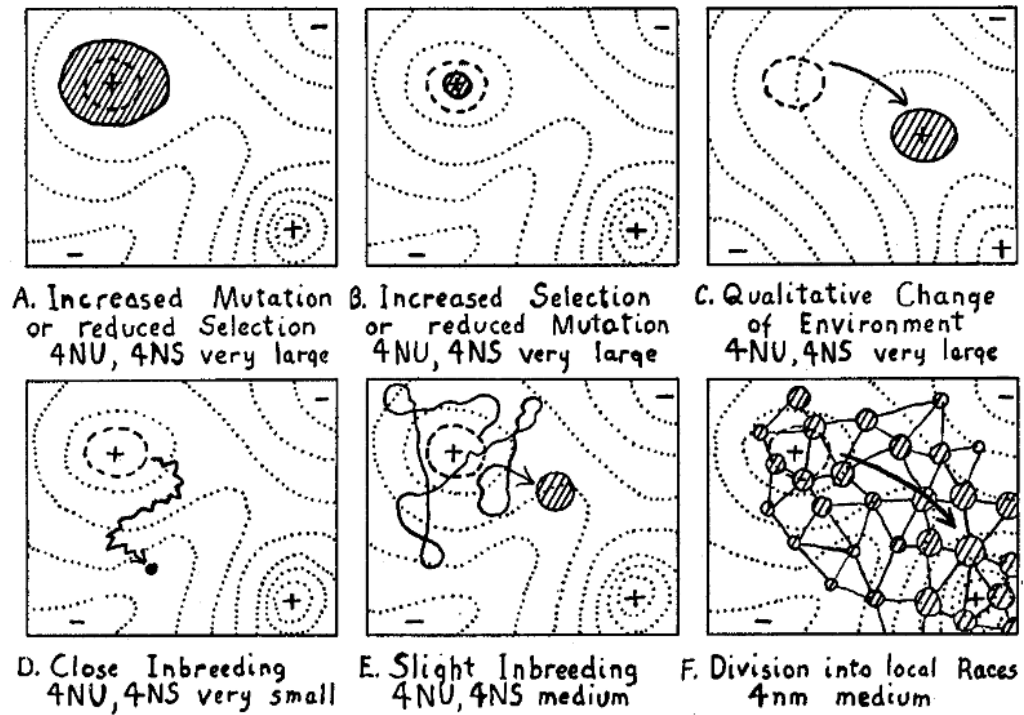 A. Increased Mutation
or reduced Selection
4NU, 4NS very large
B. Increased Selection
or reduced Mutation
4NU, 4NS very large
C. Qualitative Change
of Environment
4NU, 4NS very large
D. Close Inbreeding
4NU, 4NS very small
E. Slight Inbreeding
4NU, 4NS medium
F. Division into local Races
4nm medium